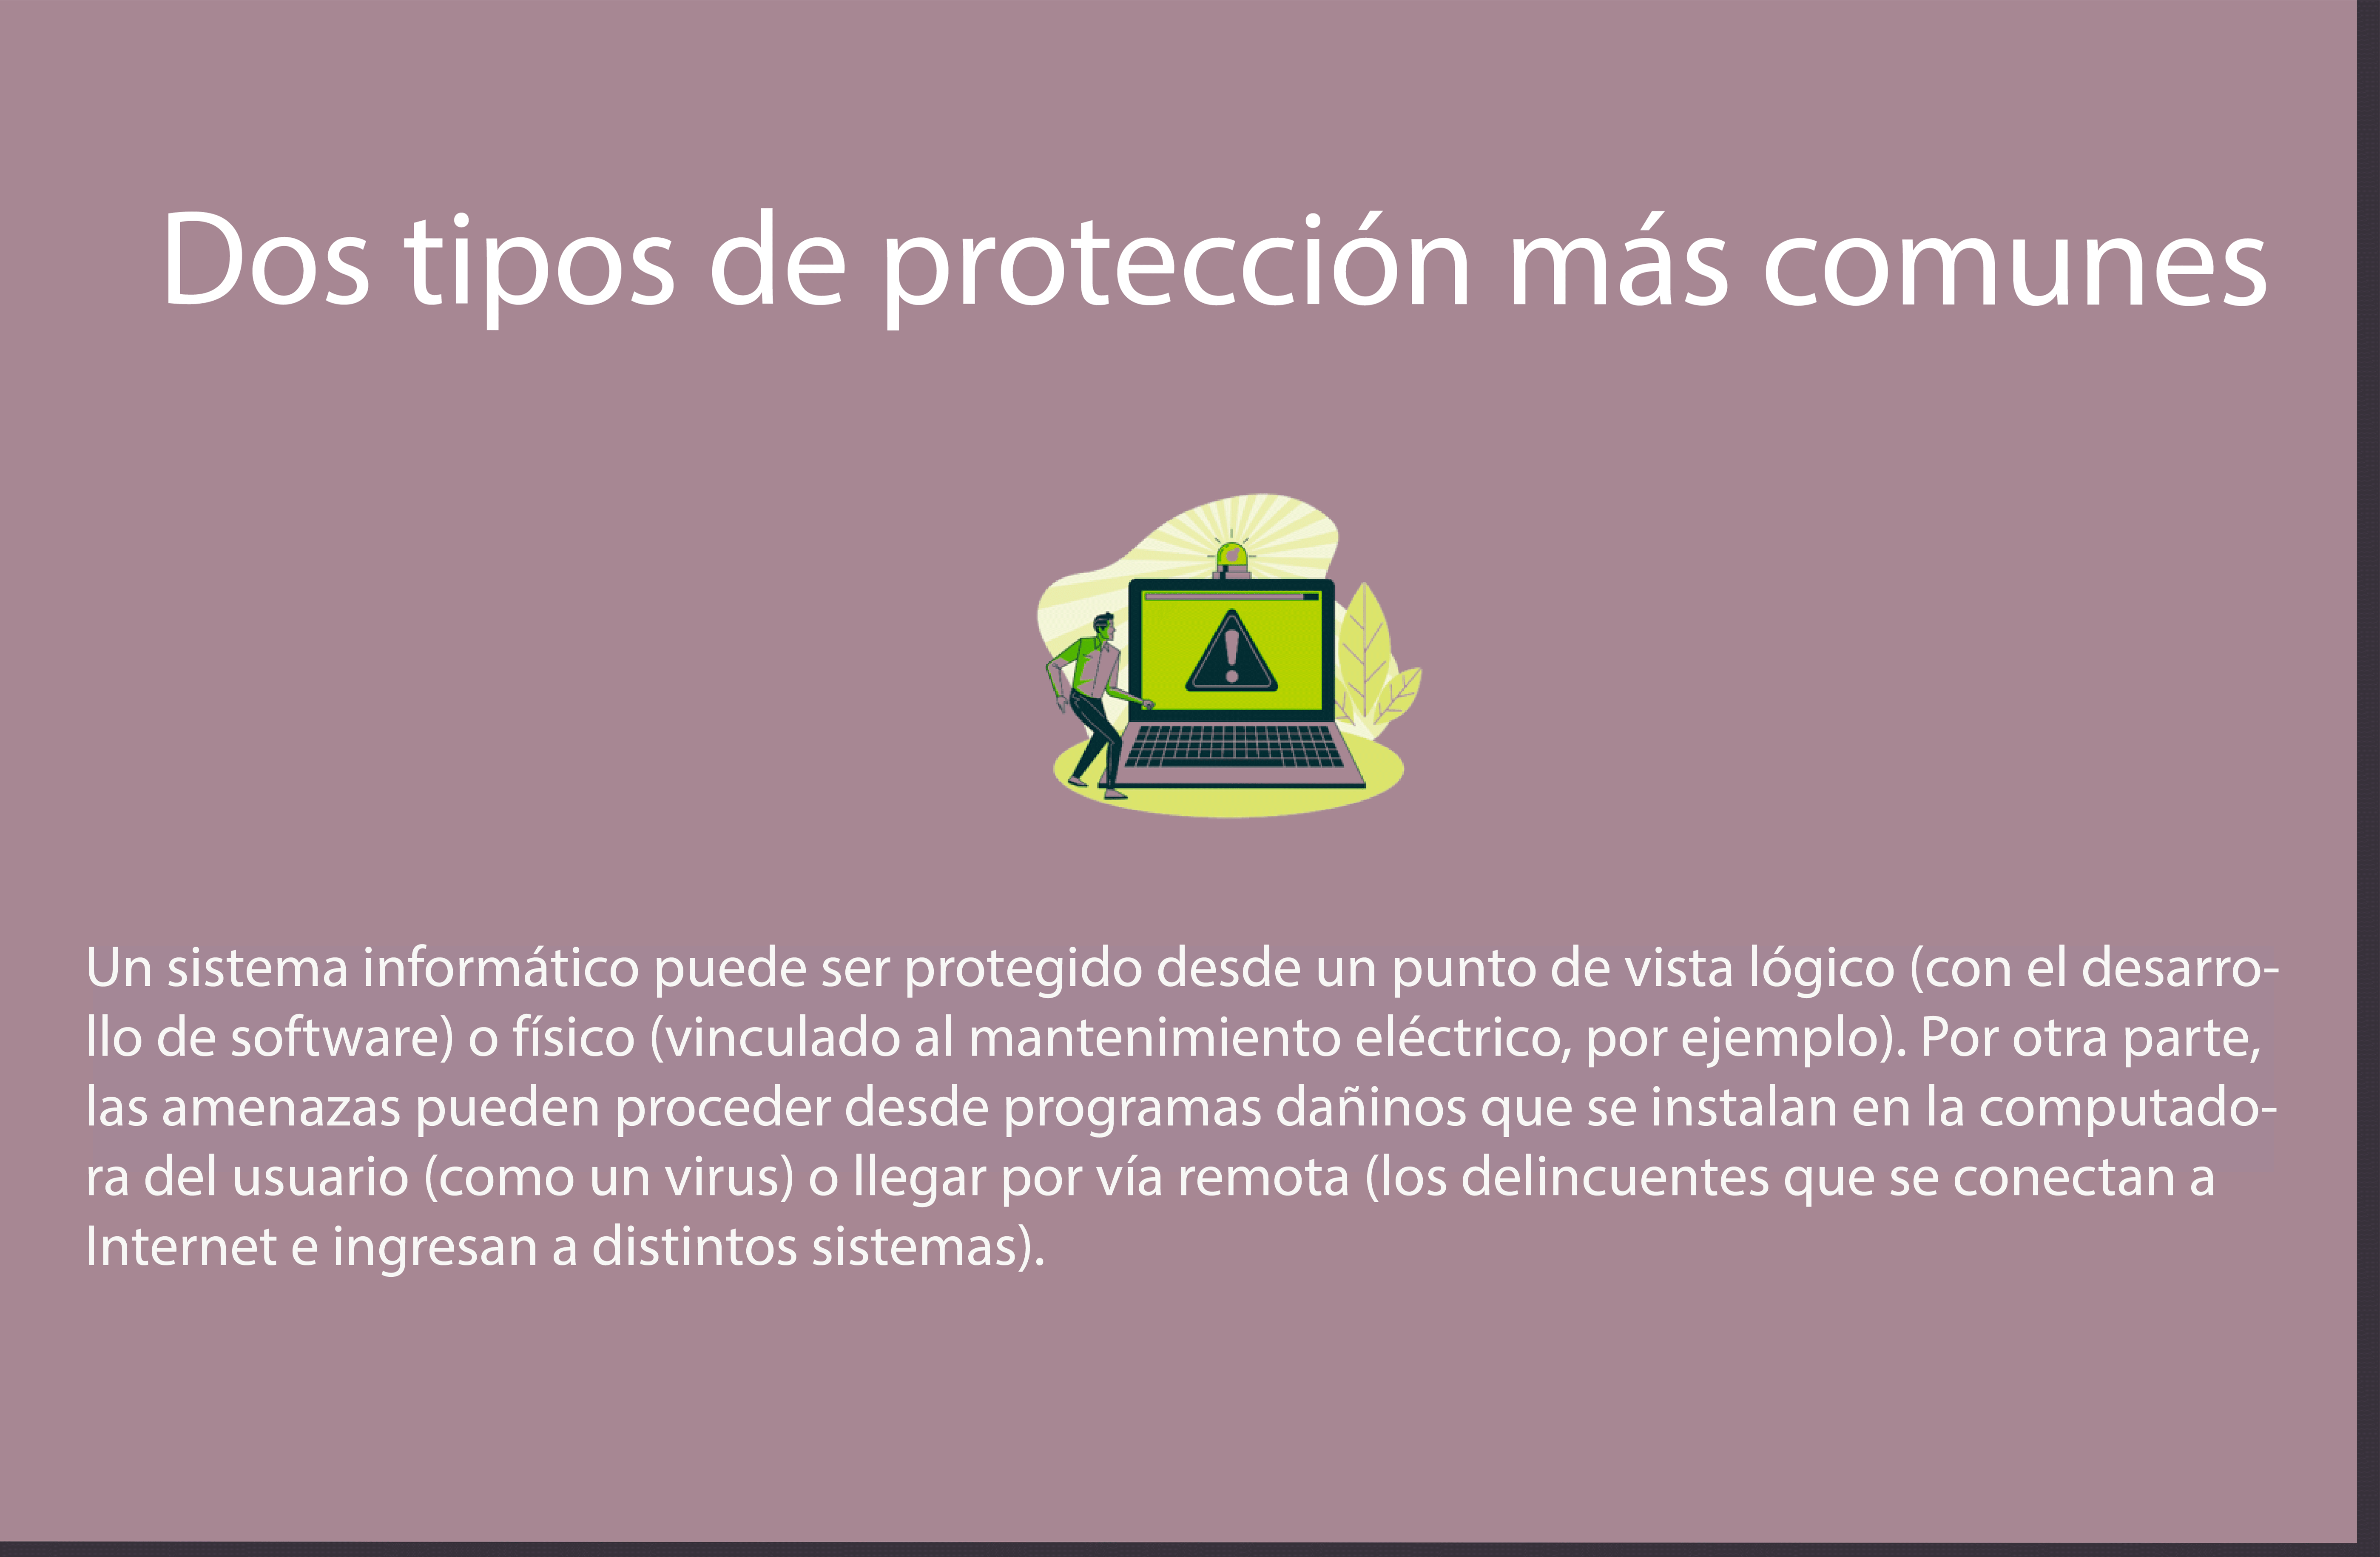 Dos tipos de protección más comunes
Un sistema informático puede ser protegido desde un punto de vista lógico (con el desarro-
llo de software) o físico (vinculado al mantenimiento eléctrico, por ejemplo). Por otra parte,
las amenazas pueden proceder desde programas dañinos que se instalan en la computado-
ra del usuario (como un virus) o llegar por vía remota (los delincuentes que se conectan a
Internet e ingresan a distintos sistemas).